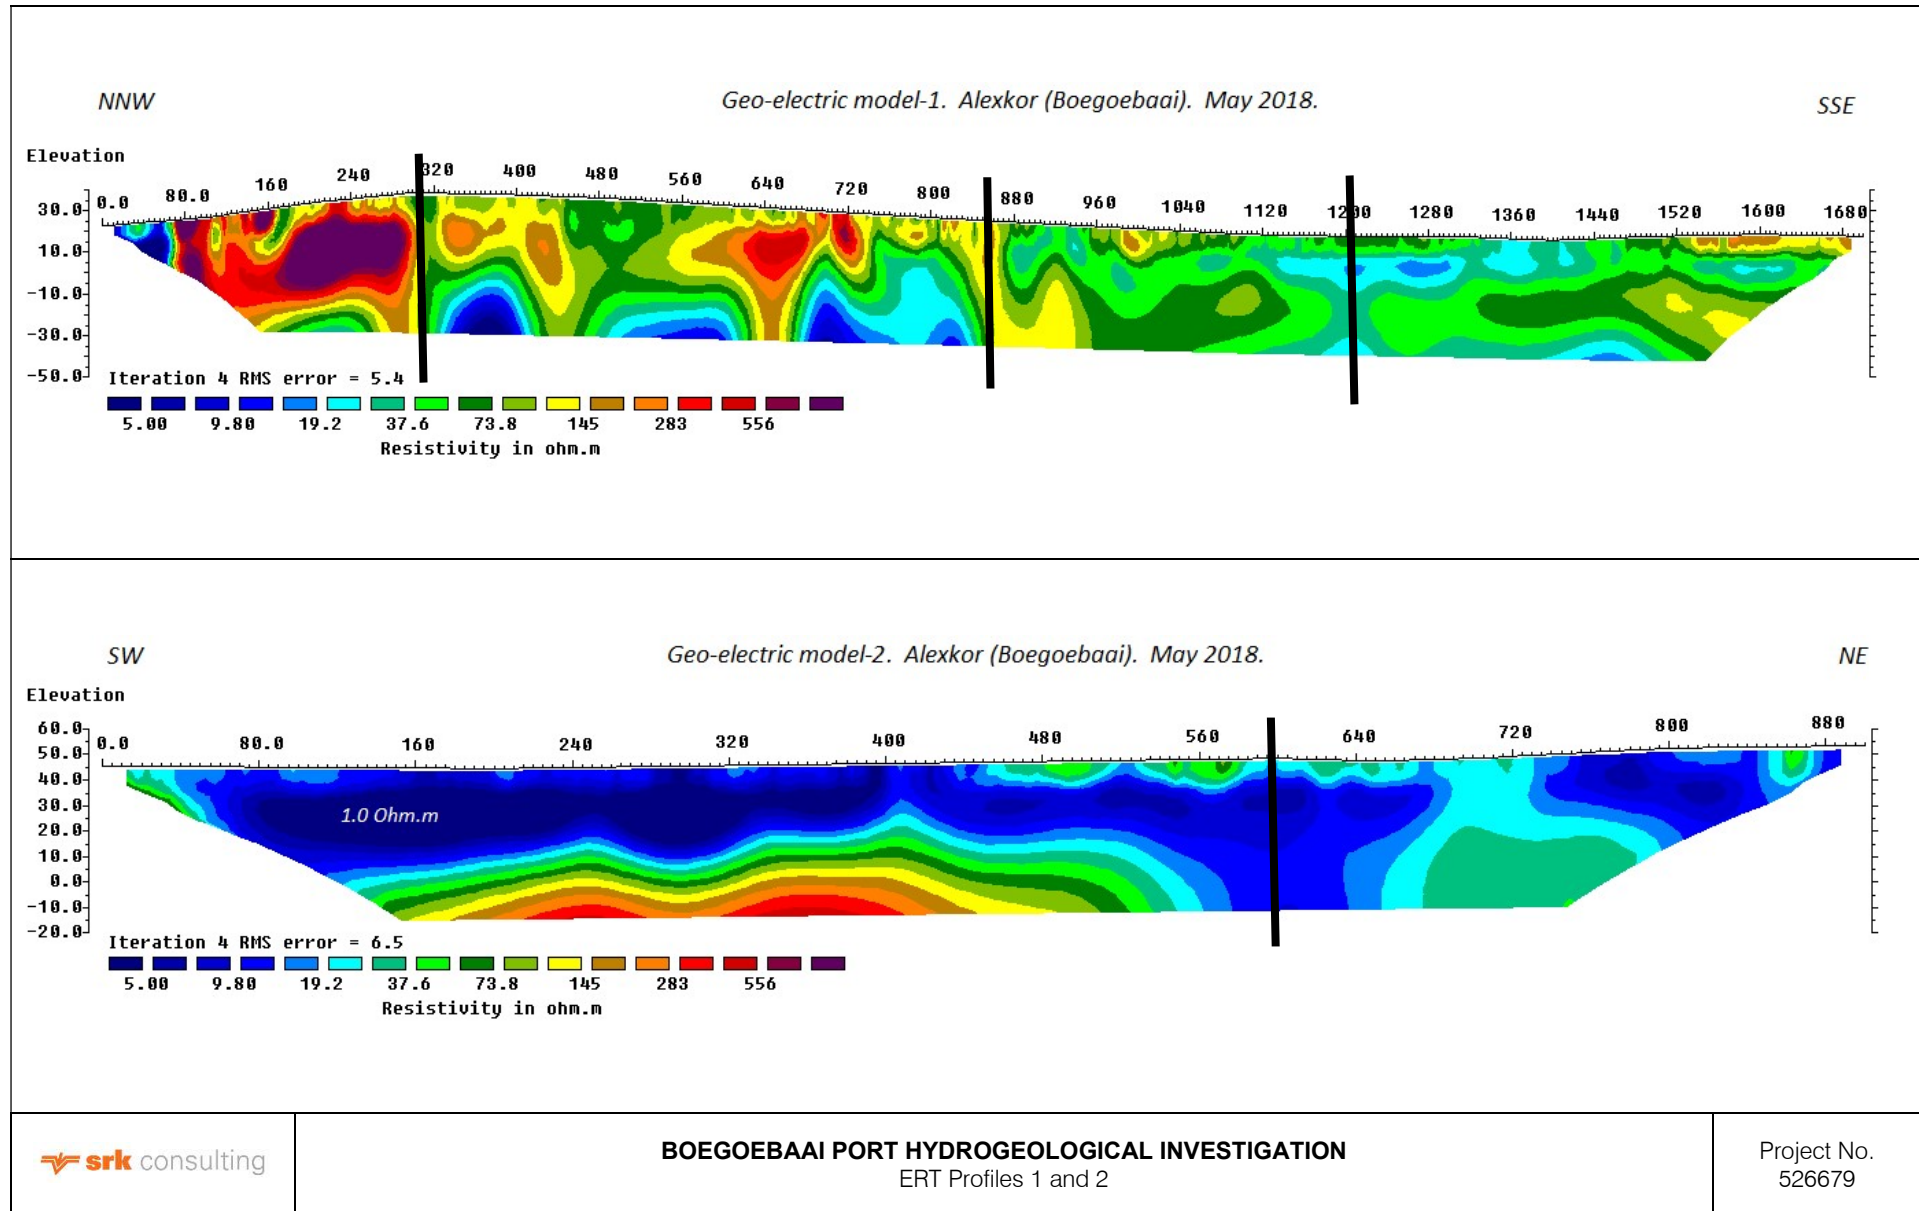 NNW
Geo-electric model-1. Alexkor (Boegoebaai). May 2018.
SSE
Elevation
0.0 80.0 160 240 320 400 480 560 640 720 800 880 960 1040 1120 1200 1280 1360 1440 1520 1600 1680
30.0
10.0
-10.0
-30.0
-50.0
Iteration 4 RMS error = 5.4
5.00 9.80 19.2 37.6 73.8 145 283 556
Resistivity in ohm.m
SW
Geo-electric model-2. Alexkor (Boegoebaai). May 2018.
NE
Elevation
0.0 80.0 160 240 320 400 480 560 640 720 800 880
60.0
50.0
40.0
30.0
20.0
10.0
0.0
-10.0
-20.0
1.0 Ohm.m
Iteration 4 RMS error = 6.5
5.00 9.80 19.2 37.6 73.8 145 283 556
Resistivity in ohm.m
srk consulting
BOEGOEBAAI PORT HYDROGEOLOGICAL INVESTIGATION
ERT Profiles 1 and 2
Project No.
526679